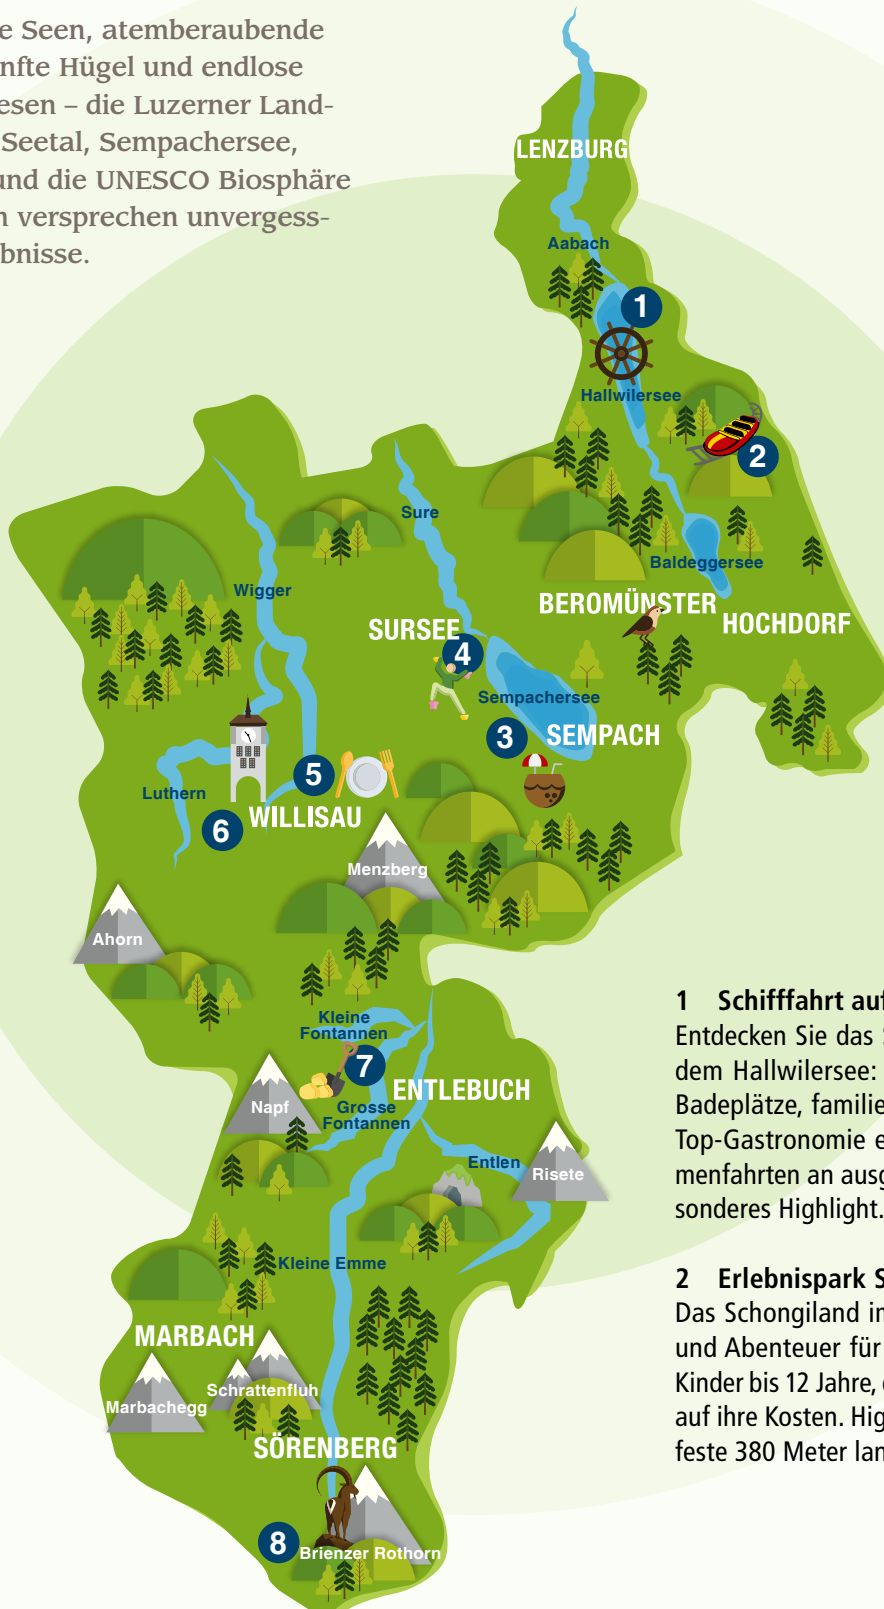 e Seen, atemberaubende
nfte Hügel und endlose
esen – die Luzerner Land-
Seetal, Sempachersee,
und die UNESCO Biosphäre
n versprechen unvergess-
bnisse.
LENZBURG
Aabach
1
Hallwilersee
2
Sure
Baldeggersee
Wigger
BEROMÜNSTER
HOCHDORF
SURSEE
4
Sempachersee
3
SEMPACH
5
Luthern
6
WILLISAU
Menzberg
Ahorn
Kleine
Fontannen
7
ENTLEBUCH
Napf
Grosse
Fontannen
Entlen
Risete
Kleine Emme
MARBACH
Schrattenfluh
Marbachegg
SÖRENBERG
8
Brienzer Rothorn
1 Schifffahrt auf
Entdecken Sie das S
dem Hallwilersee:
Badeplätze, familie
Top-Gastronomie e
menfahrten an ausg
sonderes Highlight.
2 Erlebnispark S
Das Schongiland in
und Abenteuer für
Kinder bis 12 Jahre, 
auf ihre Kosten. Hig
feste 380 Meter lan